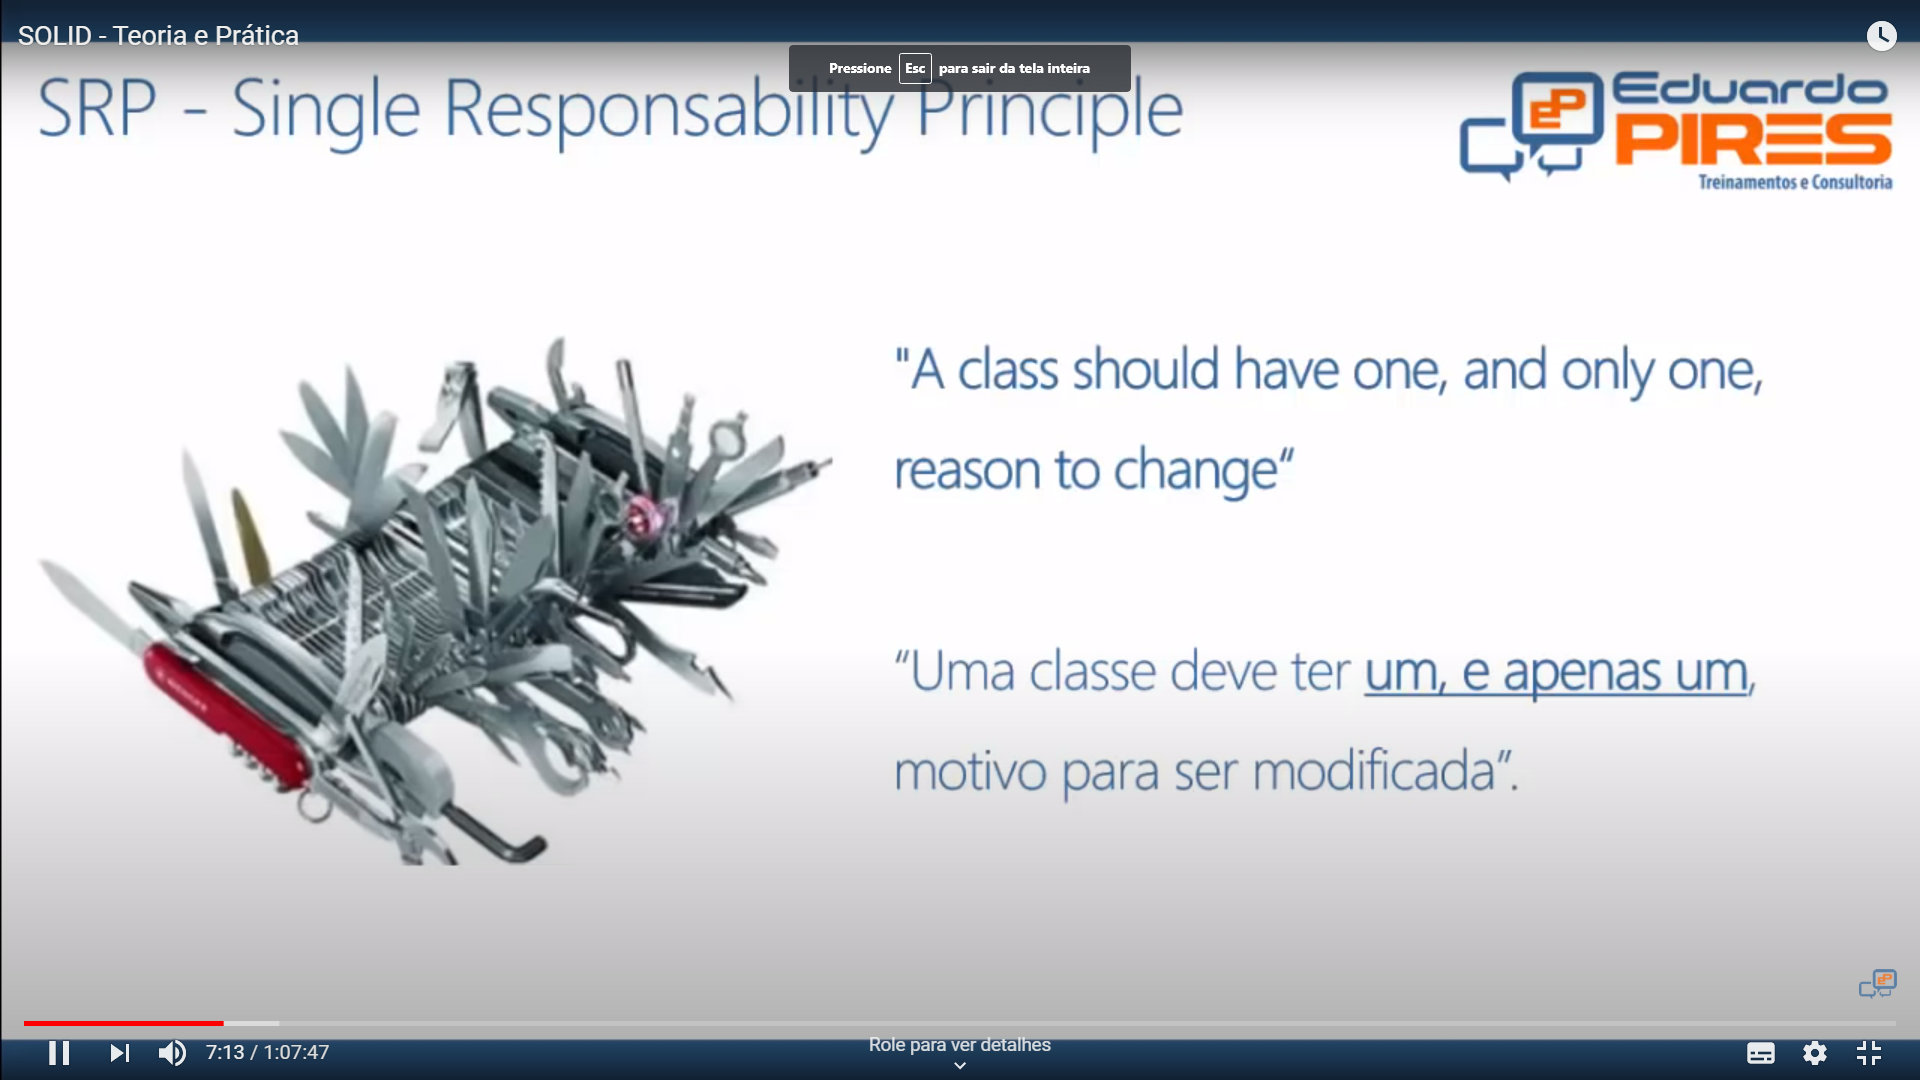 SOLID - Teoria e Prática
Pressione Esc para sair da tela inteira
SRP - Single Responsability Principle
eP
Eduardo
PIRES
Treinamentos e Consultoria
"A class should have one, and only one,
reason to change“
“Uma classe deve ter um, e apenas um,
motivo para ser modificada”.
eP
7:13 / 1:07:47
Role para ver detalhes